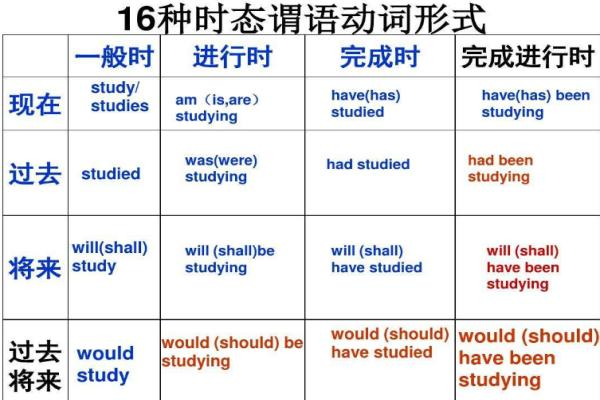 16种时态谓语动词形式
一般时 进行时 完成时 完成进行时
现在
study/
studies
am（is,are）
studying
have(has)
studied
have(has) been
studying
过去
studied
was(were)
studying
had studied
had been
studying
将来
will(shall)
study
will (shall)be
studying
will (shall)
have studied
will (shall)
have been
studying
过去
将来
would
study
would (should) be
studying
would (should)
have studied
would (should)
have been
studying